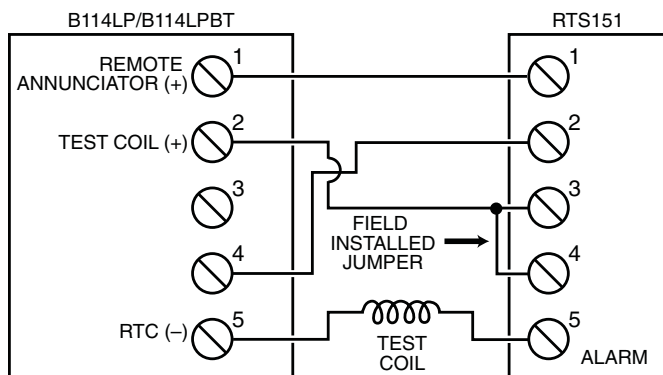 B114LP/B114LPBT
RTS151
REMOTE
ANNUNCIATOR (+)
1
1
TEST COIL (+)
2
2
3
3
FIELD
INSTALLED
JUMPER
4
4
RTC (–)
5
5
TEST
COIL
ALARM